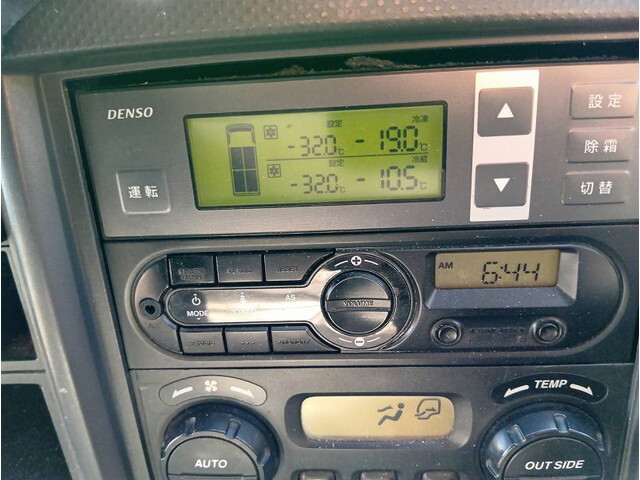 DENSO
設定 冷凍
-32.0℃ -19.0℃
設定 冷蔵
-32.0℃ -10.5℃
運転
▲
▼
設定
除霜
切替
MODE
AS
VOLUME
AM 6:44
TEMP
AUTO
OUT SIDE